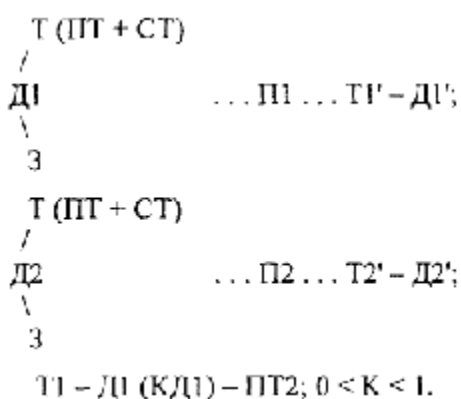 Т (ПТ + СТ)
/
Д1 ... П1 ... Т1' – Д1';
\
З
Т (ПТ + СТ)
/
Д2 ... П2 ... Т2' – Д2';
\
З
Т1 – Д1 (КД1) – ПТ2; 0 < К < 1.